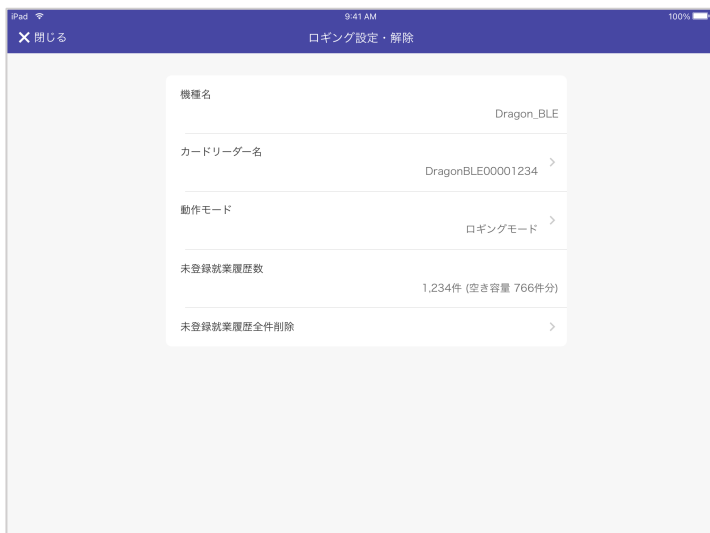 iPad 9:41 AM 100%
閉じる ロギング設定・解除
機種名
Dragon_BLE
カードリーダー名
DragonBLE00001234
動作モード
ロギングモード
未登録就業履歴数
1,234件 (空き容量 766件分)
未登録就業履歴全件削除